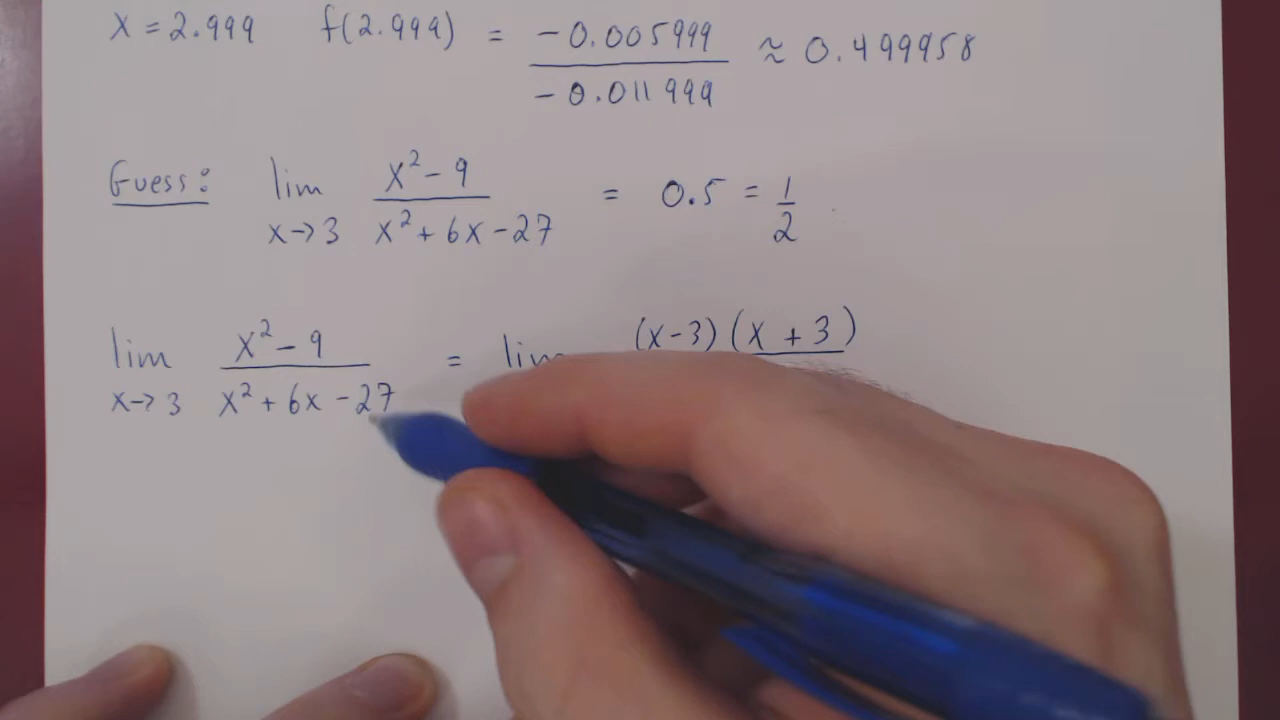 x = 2.999 f(2.999) = -0.005999 / -0.011999 ≈ 0.499958
Guess: lim x→3 x² - 9 / x² + 6x - 27 = 0.5 = 1/2
lim x→3 x² - 9 / x² + 6x - 27 = lim (x-3)(x+3)